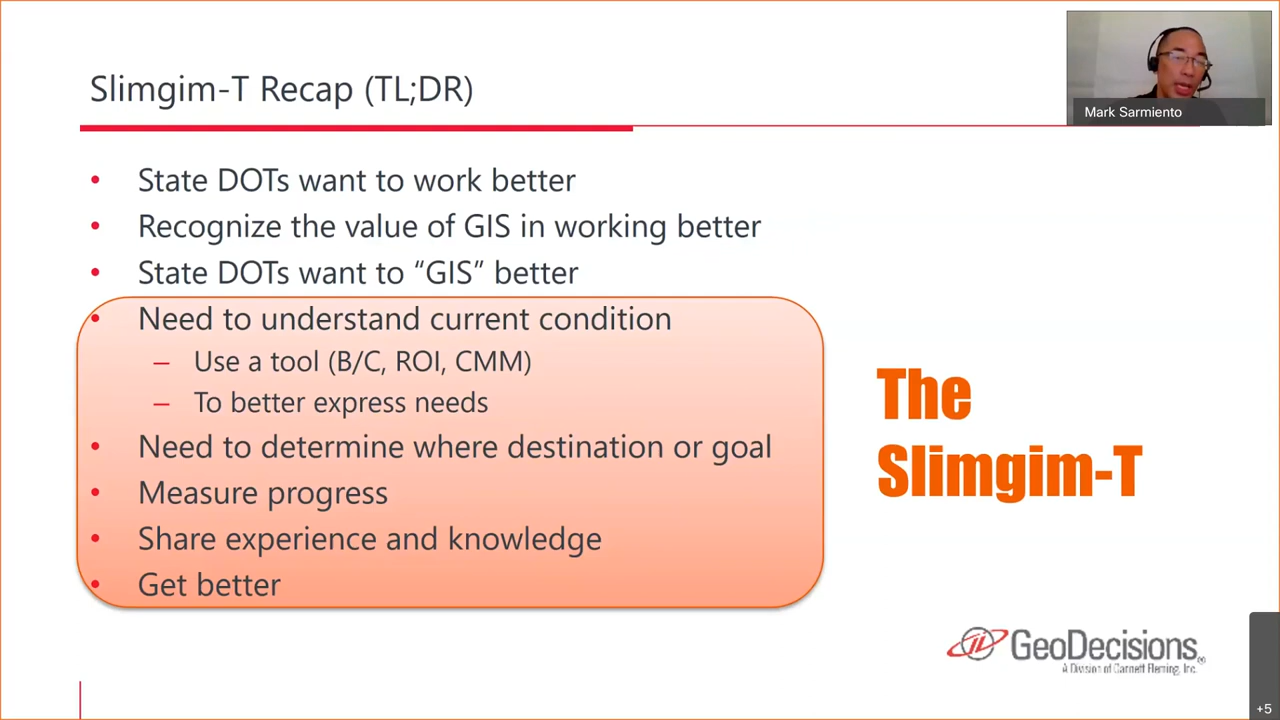 Slimgim-T Recap (TL;DR)
Mark Sarmiento
• State DOTs want to work better
• Recognize the value of GIS in working better
• State DOTs want to “GIS” better
• Need to understand current condition
– Use a tool (B/C, ROI, CMM)
– To better express needs
• Need to determine where destination or goal
• Measure progress
• Share experience and knowledge
• Get better
The
Slimgim-T
GeoDecisions
A Division of Gannett Fleming, Inc.
+5